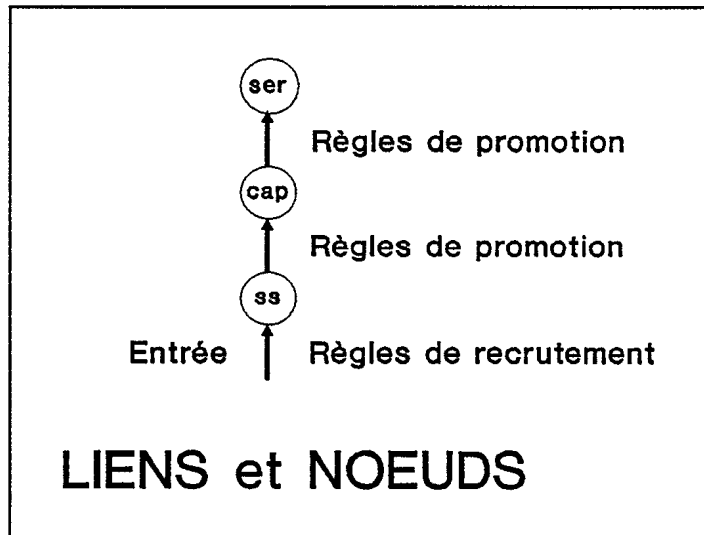 ser
Règles de promotion
cap
Règles de promotion
ss
Entrée Règles de recrutement
LIENS et NOEUDS